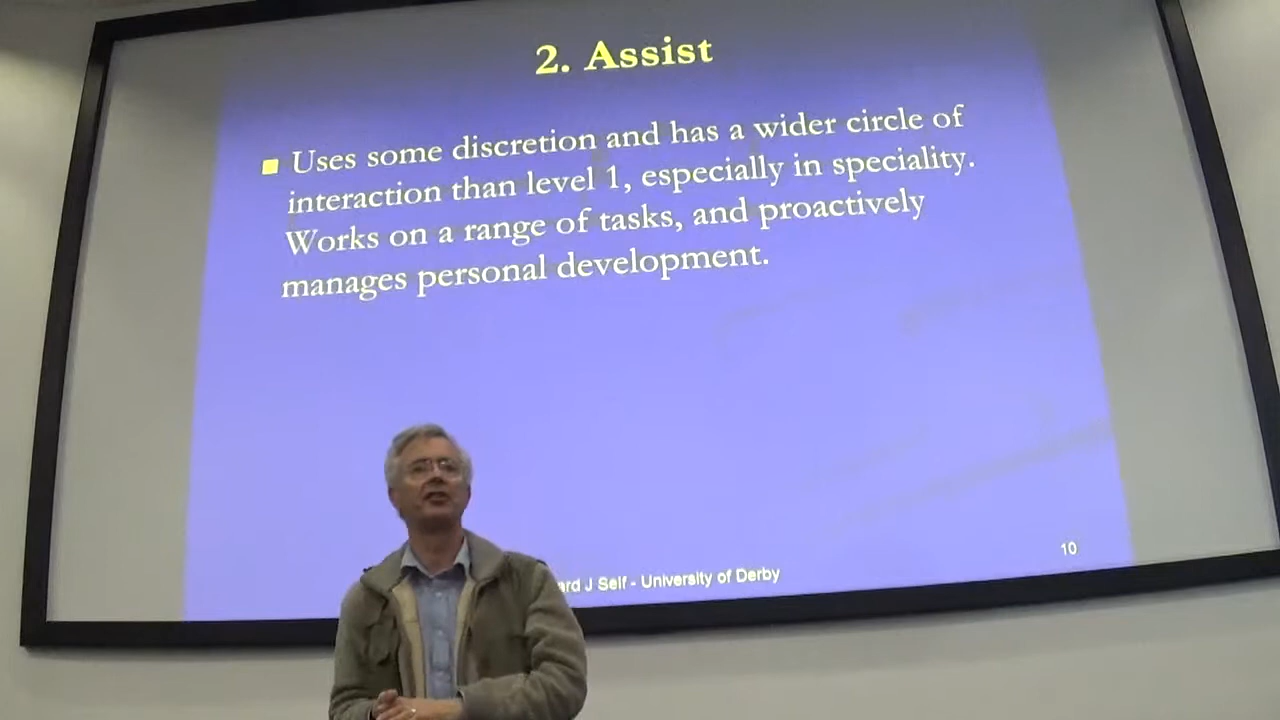 2. Assist
Uses some discretion and has a wider circle of
interaction than level 1, especially in speciality.
Works on a range of tasks, and proactively
manages personal development.
J Self - University of Derby
10